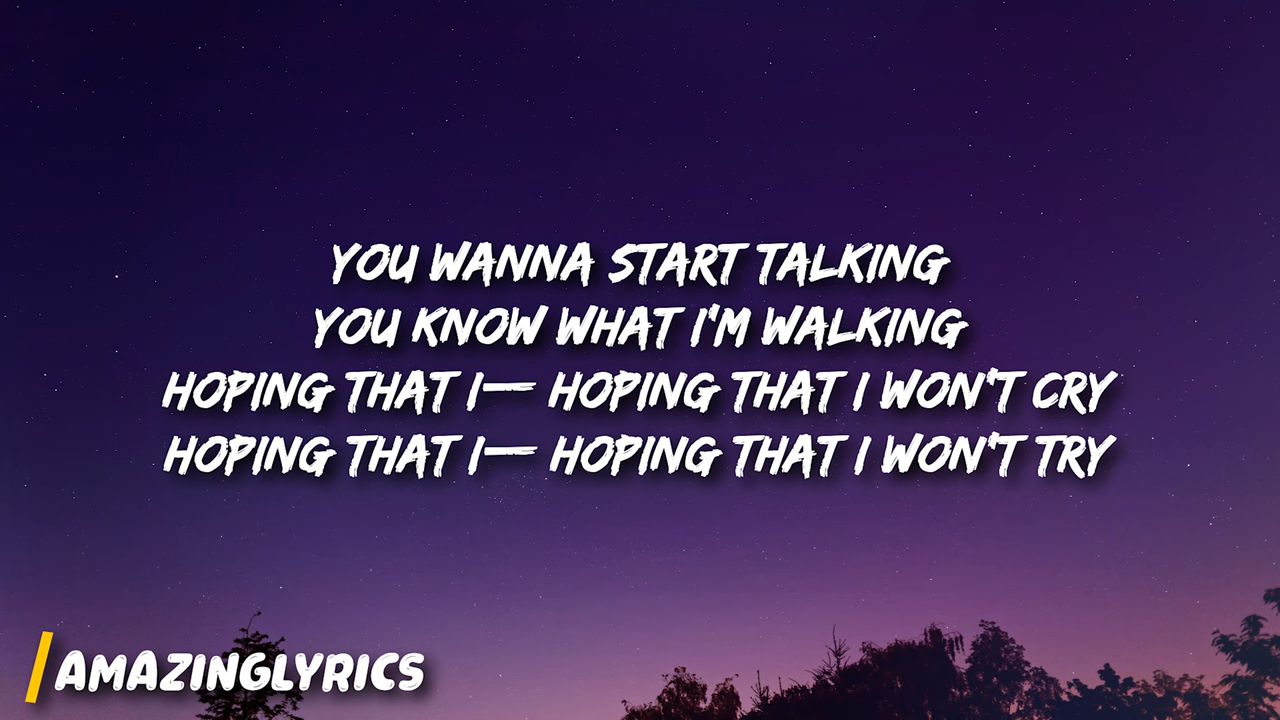 YOU WANNA START TALKING
YOU KNOW WHAT I'M WALKING
HOPING THAT I— HOPING THAT I WON'T CRY
HOPING THAT I— HOPING THAT I WON'T TRY
AMAZINGLYRICS